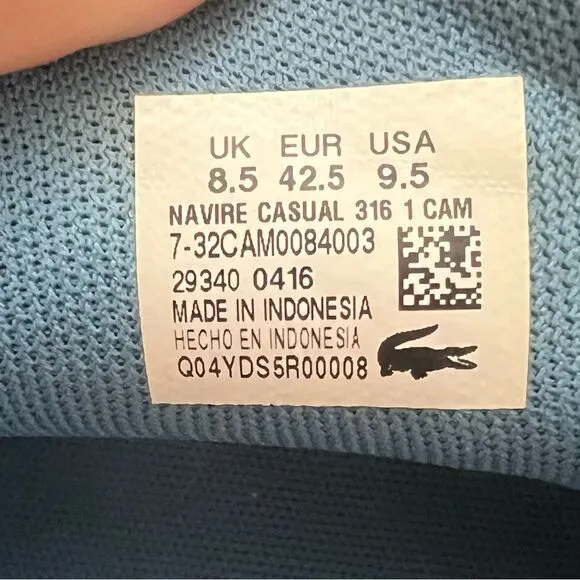 UK EUR USA
8.5 42.5 9.5
NAVIRE CASUAL 316 1 CAM
7-32CAM0084003
29340 0416
MADE IN INDONESIA
HECHO EN INDONESIA
Q04YDS5R00008